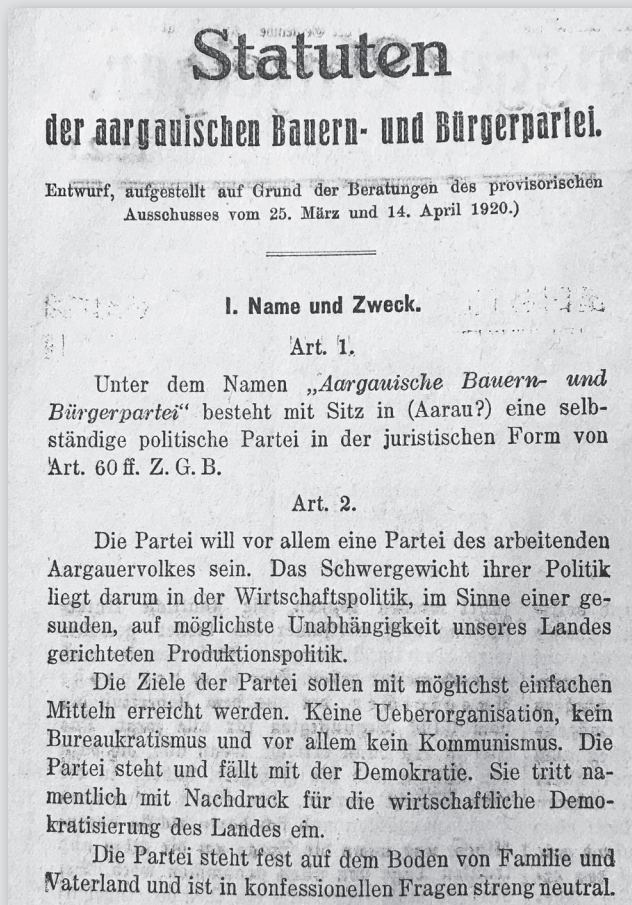 Statuten
der aargauischen Bauern- und Bürgerpartei.
Entwurf, aufgestellt auf Grund der Beratungen des provisorischen
Ausschusses vom 25. März und 14. April 1920.)
I. Name und Zweck.
Art. 1.
Unter dem Namen „Aargauische Bauern- und
Bürgerpartei“ besteht mit Sitz in (Aarau?) eine selb-
ständige politische Partei in der juristischen Form von
Art. 60 ff. Z. G. B.
Art. 2.
Die Partei will vor allem eine Partei des arbeitenden
Aargauervolkes sein. Das Schwergewicht ihrer Politik
liegt darum in der Wirtschaftspolitik, im Sinne einer ge-
sunden, auf möglichste Unabhängigkeit unseres Landes
gerichteten Produktionspolitik.
Die Ziele der Partei sollen mit möglichst einfachen
Mitteln erreicht werden. Keine Ueberorganisation, kein
Bureaukratismus und vor allem kein Kommunismus. Die
Partei steht und fällt mit der Demokratie. Sie tritt na-
mentlich mit Nachdruck für die wirtschaftliche Demo-
kratisierung des Landes ein.
Die Partei steht fest auf dem Boden von Familie und
Vaterland und ist in konfessionellen Fragen streng neutral.